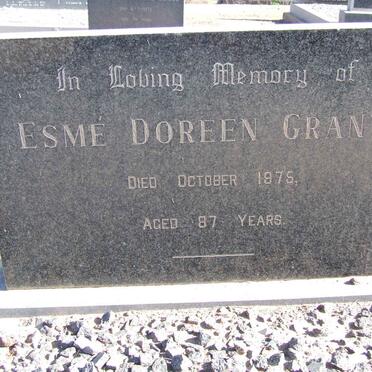 In Loving Memory of
ESMÉ DOREEN GRAN
DIED OCTOBER 1975,
AGED 87 YEARS.